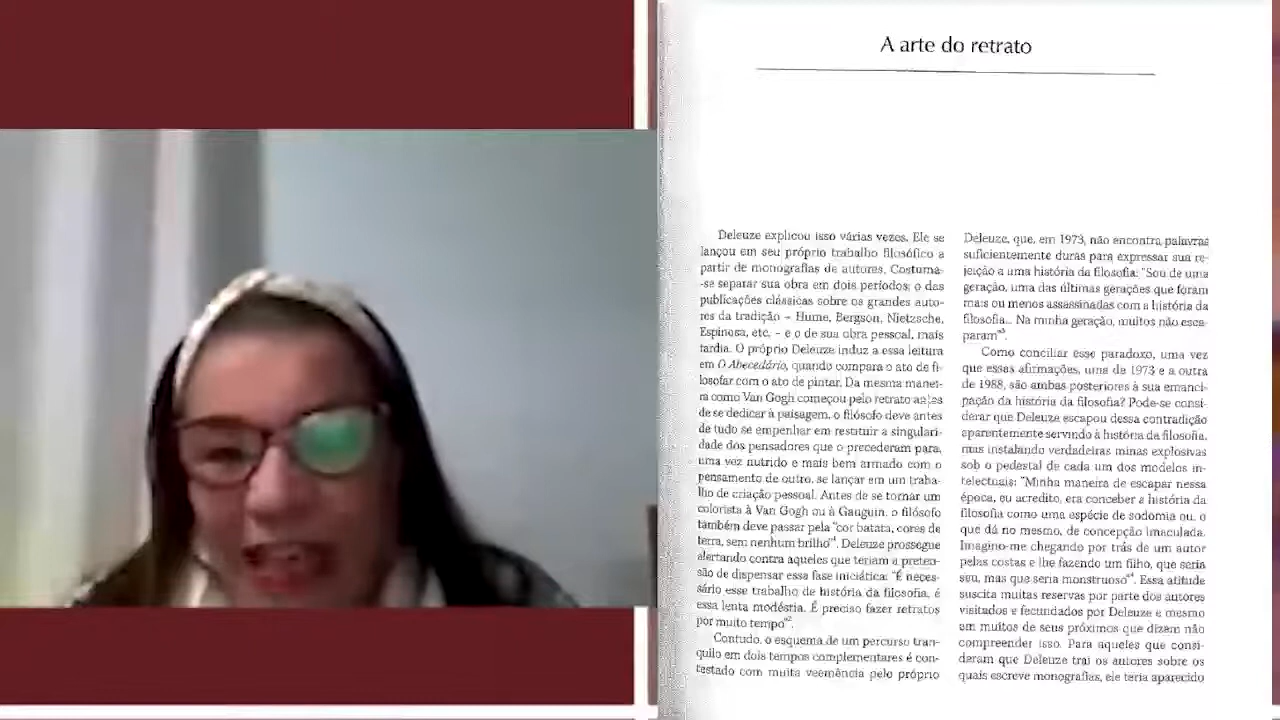 A arte do retrato
Deleuze explicou isso várias vezes. Ele se
lançou em seu próprio trabalho filosófico a
partir de monografias de autores. Costuma-
-se separar sua obra em dois períodos: o das
publicações clássicas sobre os grandes auto-
res da tradição – Hume, Bergson, Nietzsche,
Espinosa, etc. – e o de sua obra pessoal, mais
tardia. O próprio Deleuze induz a essa leitura
em O Abecedário, quando compara o ato de fi-
losofar com o ato de pintar. Da mesma manei-
ra como Van Gogh começou pelo retrato antes
de se dedicar à paisagem, o filósofo deve antes
de tudo se empenhar em restituir a singulari-
dade dos pensadores que o precederam para,
uma vez nutrido e mais bem armado com o
pensamento de outro, se lançar em um traba-
lho de criação pessoal. Antes de se tornar um
colorista à Van Gogh ou à Gauguin, o filósofo
também deve passar pela "cor batata, cores de
terra, sem nenhum brilho"¹. Deleuze prossegue
alertando contra aqueles que teriam a preten-
são de dispensar essa fase iniciática: "É neces-
sário esse trabalho de história da filosofia, é
essa lenta modéstia. É preciso fazer retratos
por muito tempo"².
Contudo, o esquema de um percurso tran-
quilo em dois tempos complementares é con-
testado com muita veemência pelo próprio
Deleuze, que, em 1973, não encontra palavras
suficientemente duras para expressar sua re-
jeição a uma história da filosofia: "Sou de uma
geração, uma das últimas gerações que foram
mais ou menos assassinadas com a história da
filosofia... Na minha geração, muitos não esca-
param"³.
Como conciliar esse paradoxo, uma vez
que essas afirmações, uma de 1973 e a outra
de 1988, são ambas posteriores à sua emanci-
pação da história da filosofia? Pode-se consi-
derar que Deleuze escapou dessa contradição
aparentemente servindo à história da filosofia,
mas instalando verdadeiras minas explosivas
sob o pedestal de cada um dos modelos in-
telectuais: "Minha maneira de escapar nessa
época, eu acredito, era conceber a história da
filosofia como uma espécie de sodomia ou, o
que dá no mesmo, de concepção imaculada.
Imagino-me chegando por trás de um autor
pelas costas e lhe fazendo um filho, que seria
seu, mas que seria monstruoso"⁴. Essa atitude
suscita muitas reservas por parte dos autores
visitados e fecundados por Deleuze e mesmo
em muitos de seus próximos que dizem não
compreender isso. Para aqueles que consi-
deram que Deleuze trai os autores sobre os
quais escreve monografias, ele teria aparecido